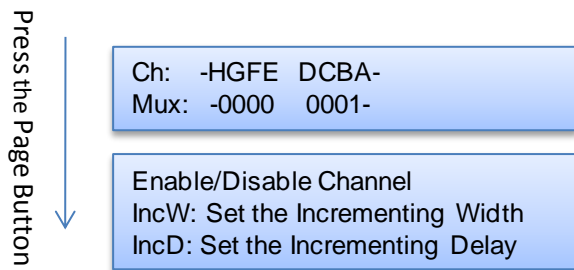 Press the Page Button
Ch: -HGFE DCBA-
Mux: -0000 0001-
Enable/Disable Channel
IncW: Set the Incrementing Width
IncD: Set the Incrementing Delay